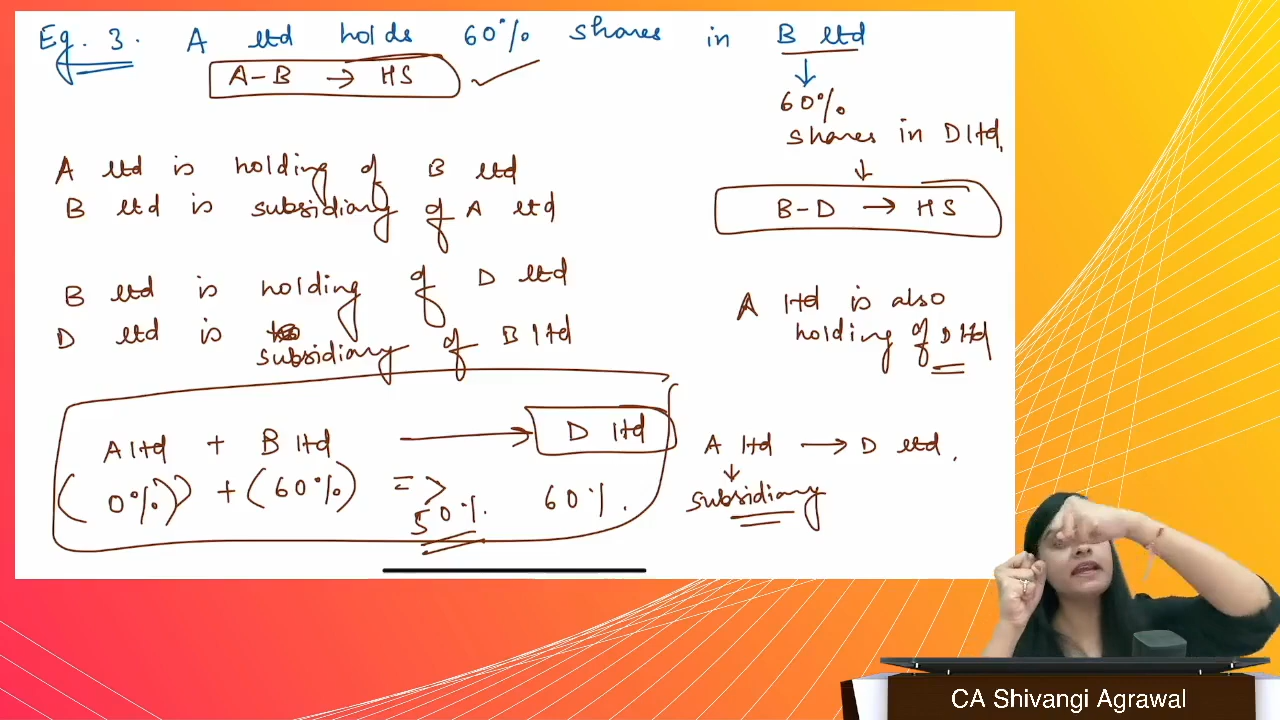 Eg. 3. A ltd holds 60% shares in B ltd
A-B → HS
↓
60%
shares in D ltd.
↓
B-D → HS
A ltd is holding of B ltd
B ltd is subsidiary of A ltd
B ltd is holding of D ltd
D ltd is
subsidiary of B ltd
A ltd is also
holding of D ltd
A ltd + B ltd → D ltd
(0%) + (60%) => 60%.
50%.
A ltd → D ltd.
↓
subsidiary
CA Shivangi Agrawal